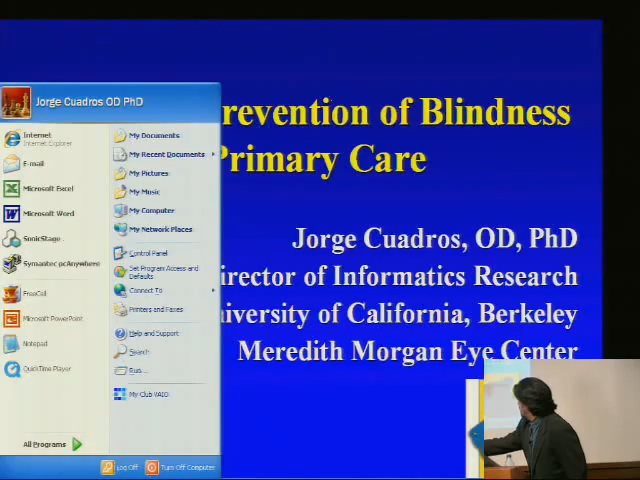 Jorge Cuadros OD PhD
Internet
Internet Explorer
E-mail
Microsoft Excel
Microsoft Word
SonicStage
Symantec pcAnywhere
FreeCell
Microsoft PowerPoint
Notepad
QuickTime Player
All Programs
My Documents
My Recent Documents
My Pictures
My Music
My Computer
My Network Places
Control Panel
Set Program Access and
Defaults
Connect To
Printers and Faxes
Help and Support
Search
Run...
My Club VAIO
Log Off
Turn Off Computer
revention of Blindness
Primary Care
Jorge Cuadros, OD, PhD
irector of Informatics Research
niversity of California, Berkeley
Meredith Morgan Eye Center